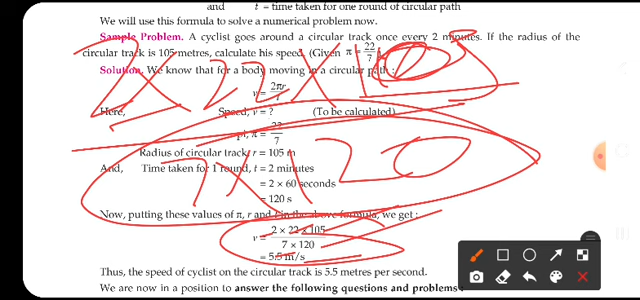 and t = time taken for one round of circular path
We will use this formula to solve a numerical problem now.
Sample Problem. A cyclist goes around a circular track once every 2 minutes. If the radius of the
circular track is 105 metres, calculate his speed. (Given π = 22/7)
Solution. We know that for a body moving in a circular path :
v = 2πr/t
Here, Speed, v = ? (To be calculated)
pi, π = 22/7
Radius of circular track, r = 105 m
And, Time taken for 1 round, t = 2 minutes
= 2 × 60 seconds
= 120 s
Now, putting these values of π, r and t in the above formula, we get :
v = 2 × 22 × 105 / 7 × 120
= 5.5 m/s
Thus, the speed of cyclist on the circular track is 5.5 metres per second.
We are now in a position to answer the following questions and problems :
2 × 22 × 105
7 × 120